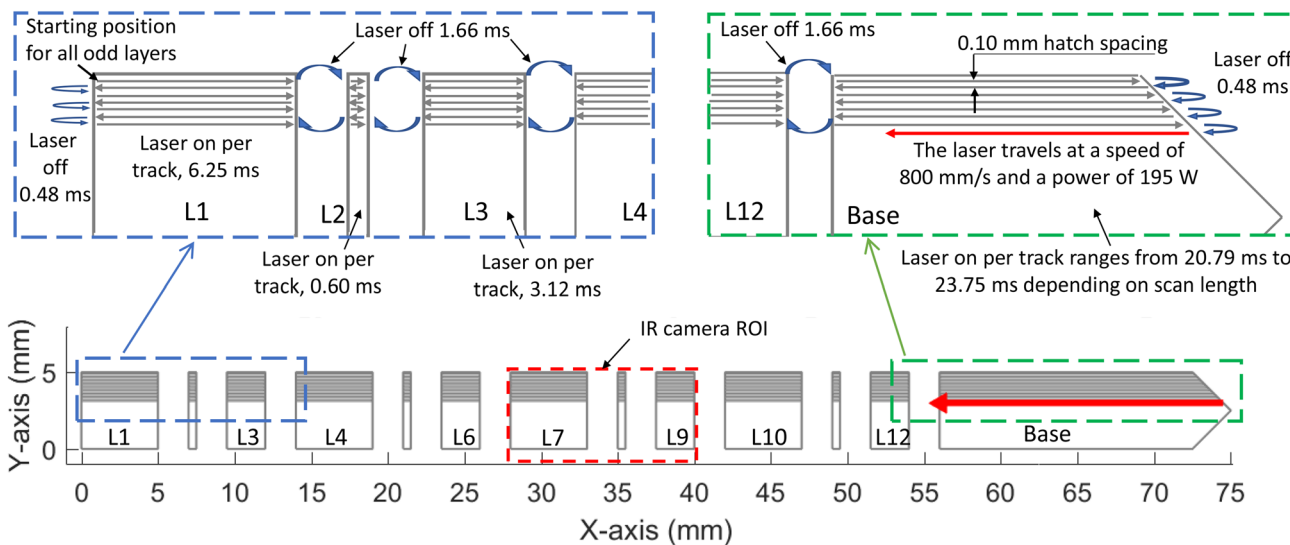 Starting position
for all odd layers
Laser off 1.66 ms
Laser
off
0.48 ms
Laser on per
track, 6.25 ms
L1
L2
L3
L4
Laser on per
track, 0.60 ms
Laser on per
track, 3.12 ms
Laser off 1.66 ms
0.10 mm hatch spacing
Laser off
0.48 ms
The laser travels at a speed of
800 mm/s and a power of 195 W
L12
Base
Laser on per track ranges from 20.79 ms to
23.75 ms depending on scan length
IR camera ROI
Y-axis (mm)
5
0
L1
L3
L4
L6
L7
L9
L10
L12
Base
0 5 10 15 20 25 30 35 40 45 50 55 60 65 70 75
X-axis (mm)